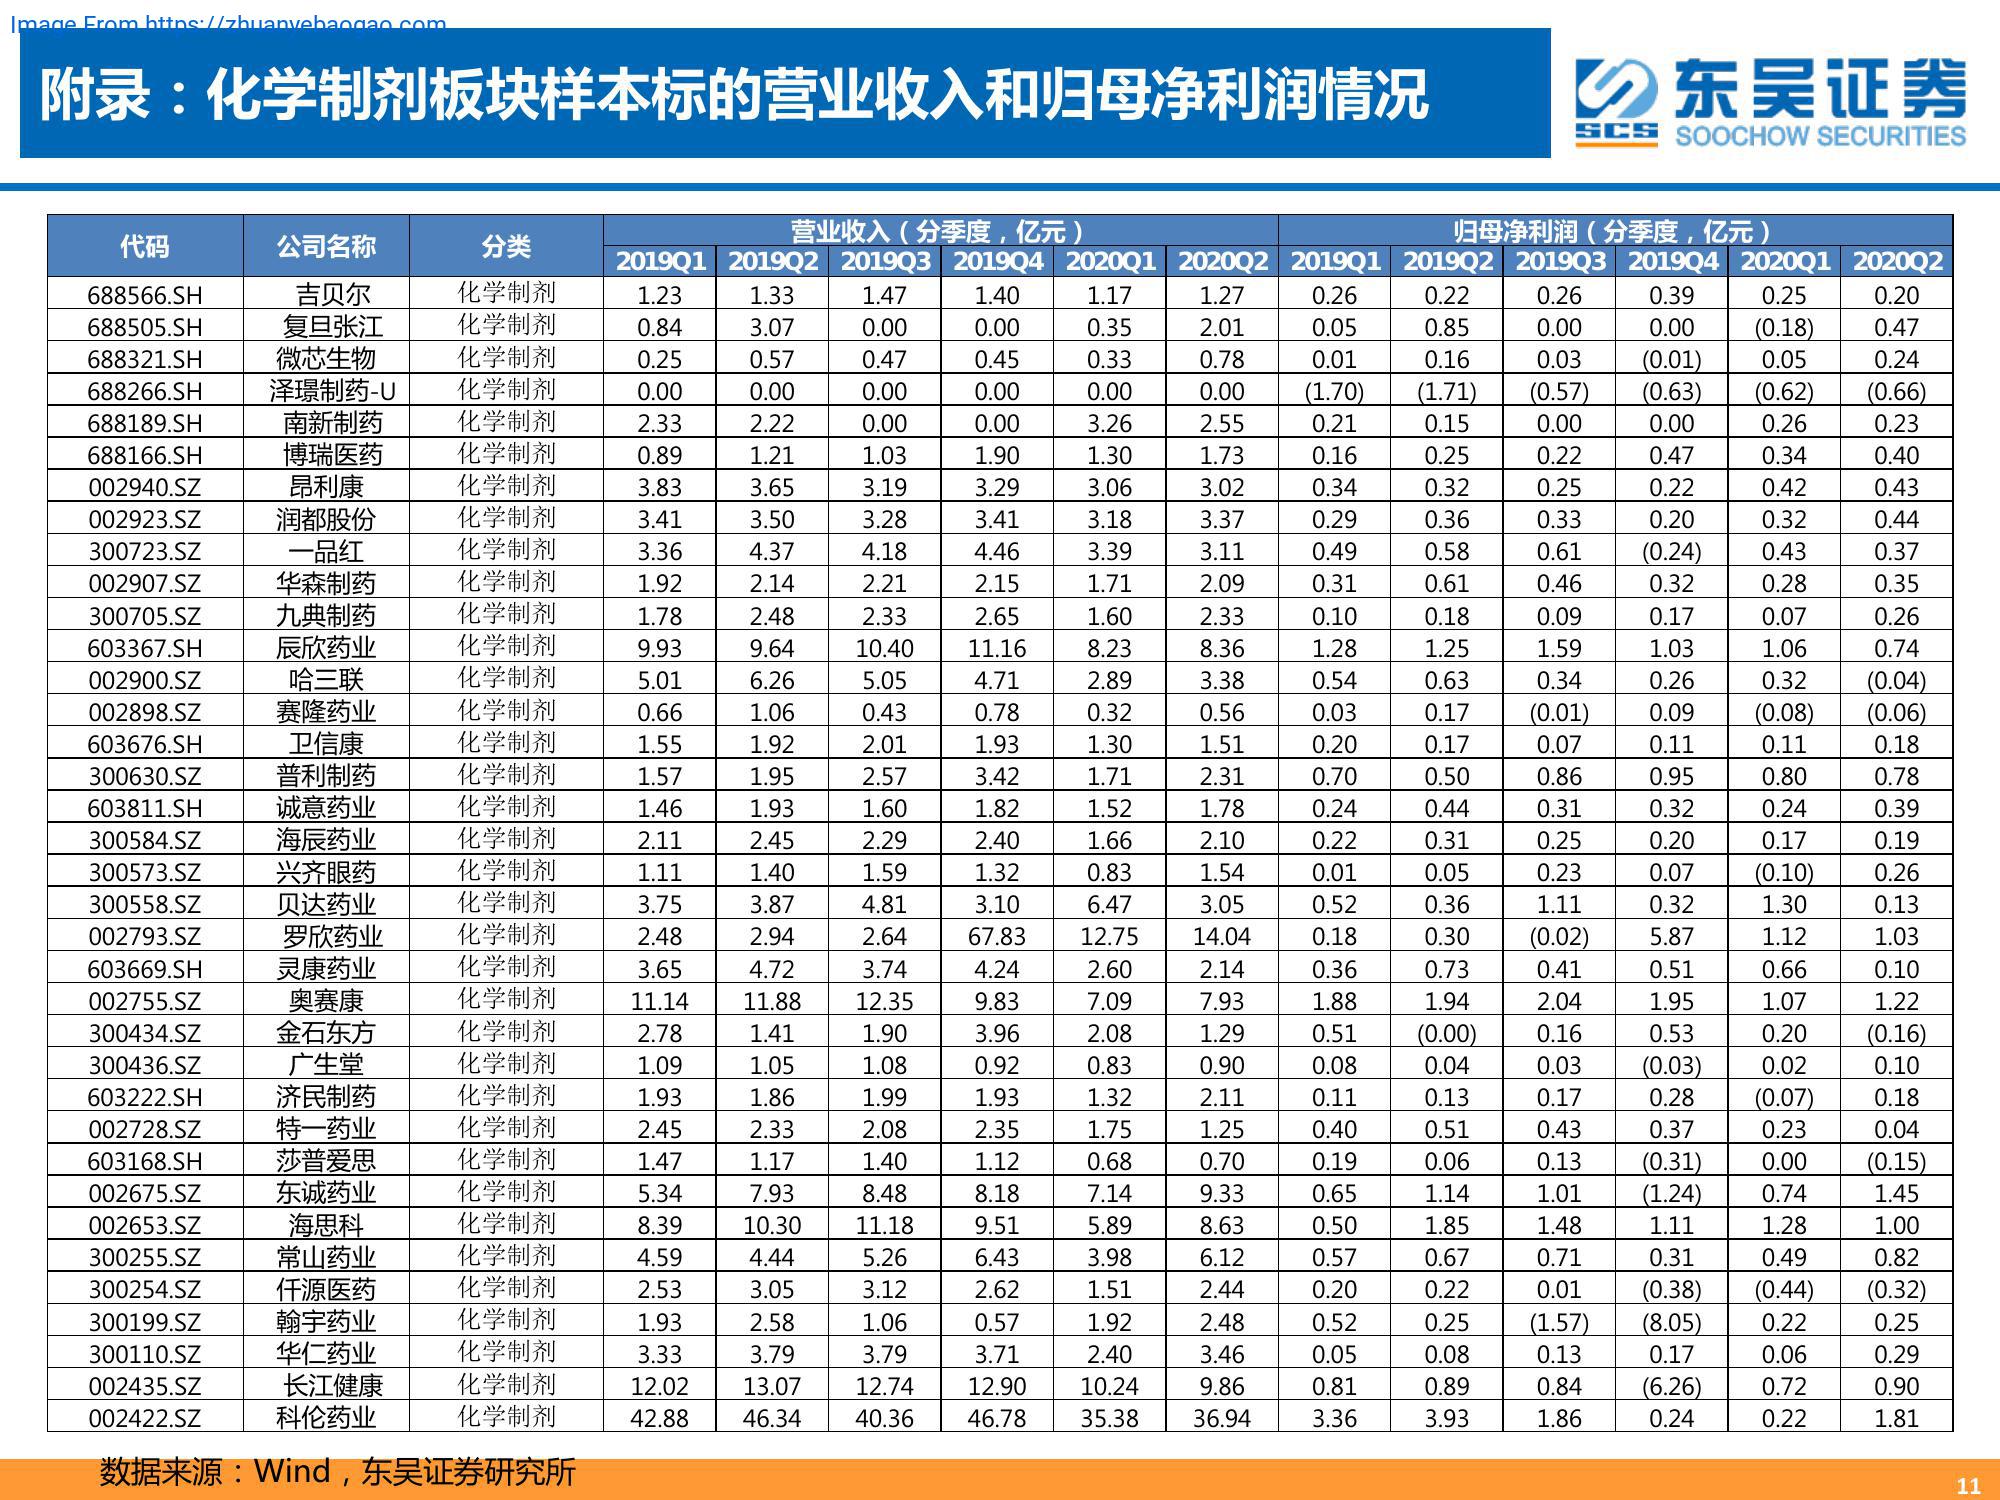 Image From https://zhuanyebaogao.com
附录：化学制剂板块样本标的营业收入和归母净利润情况
SCS
东吴证券
SOOCHOW SECURITIES
代码 公司名称 分类 营业收入（分季度，亿元） 归母净利润（分季度，亿元）
2019Q1 2019Q2 2019Q3 2019Q4 2020Q1 2020Q2 2019Q1 2019Q2 2019Q3 2019Q4 2020Q1 2020Q2
688566.SH 吉贝尔 化学制剂 1.23 1.33 1.47 1.40 1.17 1.27 0.26 0.22 0.26 0.39 0.25 0.20
688505.SH 复旦张江 化学制剂 0.84 3.07 0.00 0.00 0.35 2.01 0.05 0.85 0.00 0.00 (0.18) 0.47
688321.SH 微芯生物 化学制剂 0.25 0.57 0.47 0.45 0.33 0.78 0.01 0.16 0.03 (0.01) 0.05 0.24
688266.SH 泽璟制药-U 化学制剂 0.00 0.00 0.00 0.00 0.00 0.00 (1.70) (1.71) (0.57) (0.63) (0.62) (0.66)
688189.SH 南新制药 化学制剂 2.33 2.22 0.00 0.00 3.26 2.55 0.21 0.15 0.00 0.00 0.26 0.23
688166.SH 博瑞医药 化学制剂 0.89 1.21 1.03 1.90 1.30 1.73 0.16 0.25 0.22 0.47 0.34 0.40
002940.SZ 昂利康 化学制剂 3.83 3.65 3.19 3.29 3.06 3.02 0.34 0.32 0.25 0.22 0.42 0.43
002923.SZ 润都股份 化学制剂 3.41 3.50 3.28 3.41 3.18 3.37 0.29 0.36 0.33 0.20 0.32 0.44
300723.SZ 一品红 化学制剂 3.36 4.37 4.18 4.46 3.39 3.11 0.49 0.58 0.61 (0.24) 0.43 0.37
002907.SZ 华森制药 化学制剂 1.92 2.14 2.21 2.15 1.71 2.09 0.31 0.61 0.46 0.32 0.28 0.35
300705.SZ 九典制药 化学制剂 1.78 2.48 2.33 2.65 1.60 2.33 0.10 0.18 0.09 0.17 0.07 0.26
603367.SH 辰欣药业 化学制剂 9.93 9.64 10.40 11.16 8.23 8.36 1.28 1.25 1.59 1.03 1.06 0.74
002900.SZ 哈三联 化学制剂 5.01 6.26 5.05 4.71 2.89 3.38 0.54 0.63 0.34 0.26 0.32 (0.04)
002898.SZ 赛隆药业 化学制剂 0.66 1.06 0.43 0.78 0.32 0.56 0.03 0.17 (0.01) 0.09 (0.08) (0.06)
603676.SH 卫信康 化学制剂 1.55 1.92 2.01 1.93 1.30 1.51 0.20 0.17 0.07 0.11 0.11 0.18
300630.SZ 普利制药 化学制剂 1.57 1.95 2.57 3.42 1.71 2.31 0.70 0.50 0.86 0.95 0.80 0.78
603811.SH 诚意药业 化学制剂 1.46 1.93 1.60 1.82 1.52 1.78 0.24 0.44 0.31 0.32 0.24 0.39
300584.SZ 海辰药业 化学制剂 2.11 2.45 2.29 2.40 1.66 2.10 0.22 0.31 0.25 0.20 0.17 0.19
300573.SZ 兴齐眼药 化学制剂 1.11 1.40 1.59 1.32 0.83 1.54 0.01 0.05 0.23 0.07 (0.10) 0.26
300558.SZ 贝达药业 化学制剂 3.75 3.87 4.81 3.10 6.47 3.05 0.52 0.36 1.11 0.32 1.30 0.13
002793.SZ 罗欣药业 化学制剂 2.48 2.94 2.64 67.83 12.75 14.04 0.18 0.30 (0.02) 5.87 1.12 1.03
603669.SH 灵康药业 化学制剂 3.65 4.72 3.74 4.24 2.60 2.14 0.36 0.73 0.41 0.51 0.66 0.10
002755.SZ 奥赛康 化学制剂 11.14 11.88 12.35 9.83 7.09 7.93 1.88 1.94 2.04 1.95 1.07 1.22
300434.SZ 金石东方 化学制剂 2.78 1.41 1.90 3.96 2.08 1.29 0.51 (0.00) 0.16 0.53 0.20 (0.16)
300436.SZ 广生堂 化学制剂 1.09 1.05 1.08 0.92 0.83 0.90 0.08 0.04 0.03 (0.03) 0.02 0.10
603222.SH 济民制药 化学制剂 1.93 1.86 1.99 1.93 1.32 2.11 0.11 0.13 0.17 0.28 (0.07) 0.18
002728.SZ 特一药业 化学制剂 2.45 2.33 2.08 2.35 1.75 1.25 0.40 0.51 0.43 0.37 0.23 0.04
603168.SH 莎普爱思 化学制剂 1.47 1.17 1.40 1.12 0.68 0.70 0.19 0.06 0.13 (0.31) 0.00 (0.15)
002675.SZ 东诚药业 化学制剂 5.34 7.93 8.48 8.18 7.14 9.33 0.65 1.14 1.01 (1.24) 0.74 1.45
002653.SZ 海思科 化学制剂 8.39 10.30 11.18 9.51 5.89 8.63 0.50 1.85 1.48 1.11 1.28 1.00
300255.SZ 常山药业 化学制剂 4.59 4.44 5.26 6.43 3.98 6.12 0.57 0.67 0.71 0.31 0.49 0.82
300254.SZ 仟源医药 化学制剂 2.53 3.05 3.12 2.62 1.51 2.44 0.20 0.22 0.01 (0.38) (0.44) (0.32)
300199.SZ 翰宇药业 化学制剂 1.93 2.58 1.06 0.57 1.92 2.48 0.52 0.25 (1.57) (8.05) 0.22 0.25
300110.SZ 华仁药业 化学制剂 3.33 3.79 3.79 3.71 2.40 3.46 0.05 0.08 0.13 0.17 0.06 0.29
002435.SZ 长江健康 化学制剂 12.02 13.07 12.74 12.90 10.24 9.86 0.81 0.89 0.84 (6.26) 0.72 0.90
002422.SZ 科伦药业 化学制剂 42.88 46.34 40.36 46.78 35.38 36.94 3.36 3.93 1.86 0.24 0.22 1.81
数据来源：Wind，东吴证券研究所
11